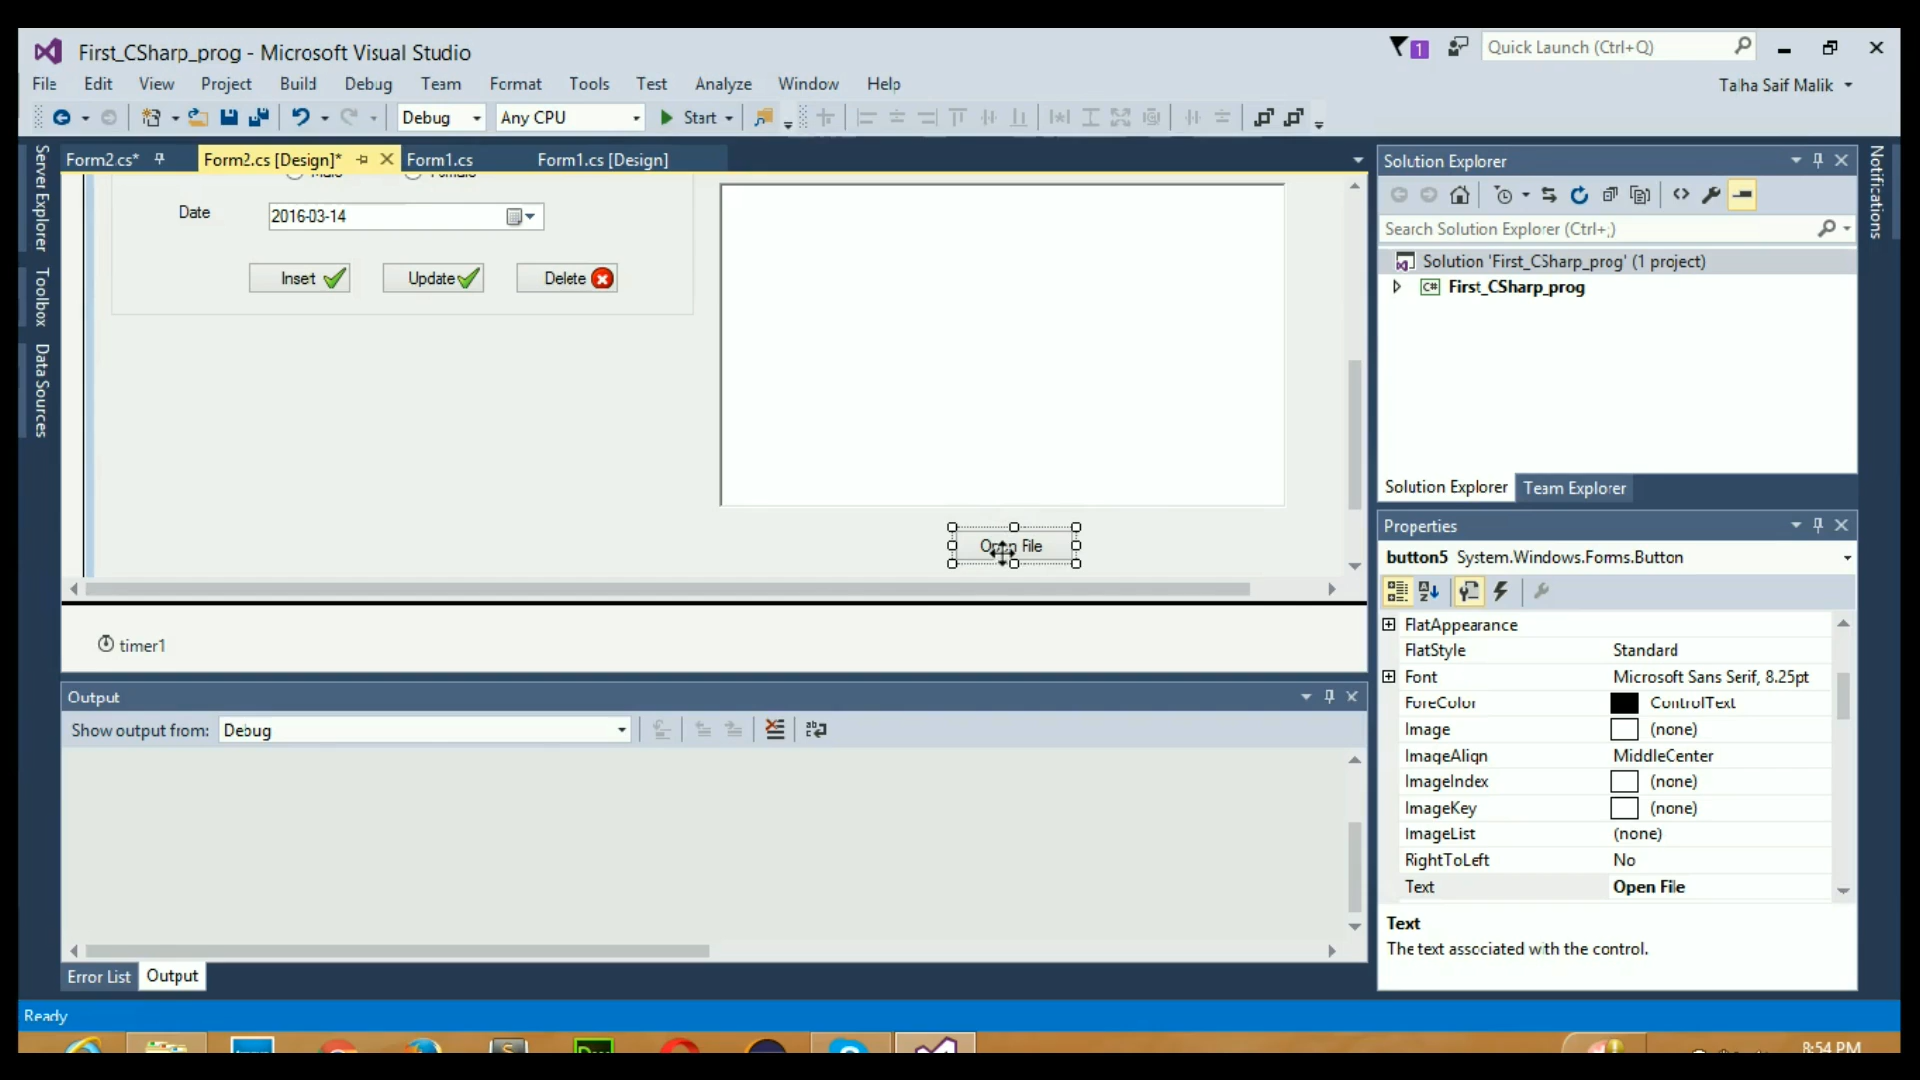 First_CSharp_prog - Microsoft Visual Studio
1
Quick Launch (Ctrl+Q)
File Edit View Project Build Debug Team Format Tools Test Analyze Window Help
Talha Saif Malik
Debug Any CPU Start
Server Explorer
Toolbox
Data Sources
Form2.cs* Form2.cs [Design]* Form1.cs Form1.cs [Design]
Male Female
Date 2016-03-14
Insert Update Delete
Open File
timer1
Output
Show output from: Debug
Error List Output
Solution Explorer
Search Solution Explorer (Ctrl+;)
Solution 'First_CSharp_prog' (1 project)
C# First_CSharp_prog
Solution Explorer Team Explorer
Notifications
Properties
button5 System.Windows.Forms.Button
FlatAppearance
FlatStyle Standard
Font Microsoft Sans Serif, 8.25pt
ForeColor ControlText
Image (none)
ImageAlign MiddleCenter
ImageIndex (none)
ImageKey (none)
ImageList (none)
RightToLeft No
Text Open File
Text
The text associated with the control.
Ready
8:54 PM